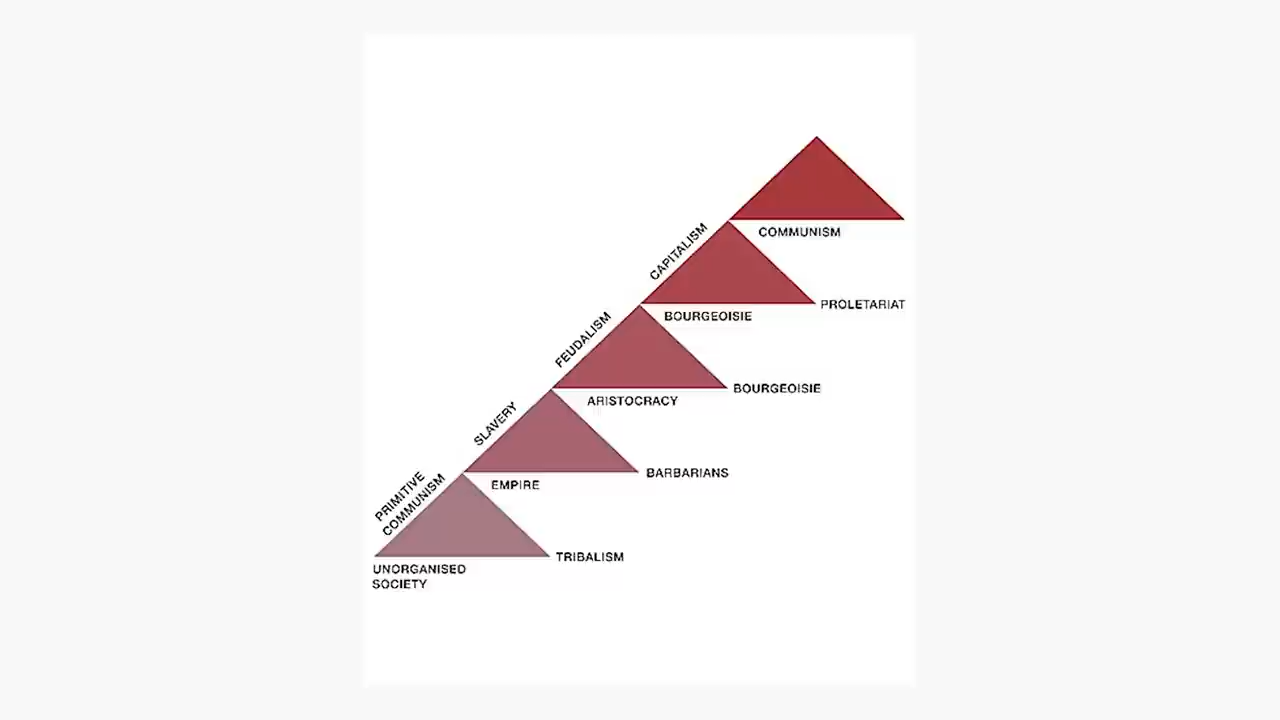 COMMUNISM
CAPITALISM
PROLETARIAT
BOURGEOISIE
FEUDALISM
BOURGEOISIE
ARISTOCRACY
SLAVERY
BARBARIANS
EMPIRE
PRIMITIVE
COMMUNISM
TRIBALISM
UNORGANISED
SOCIETY